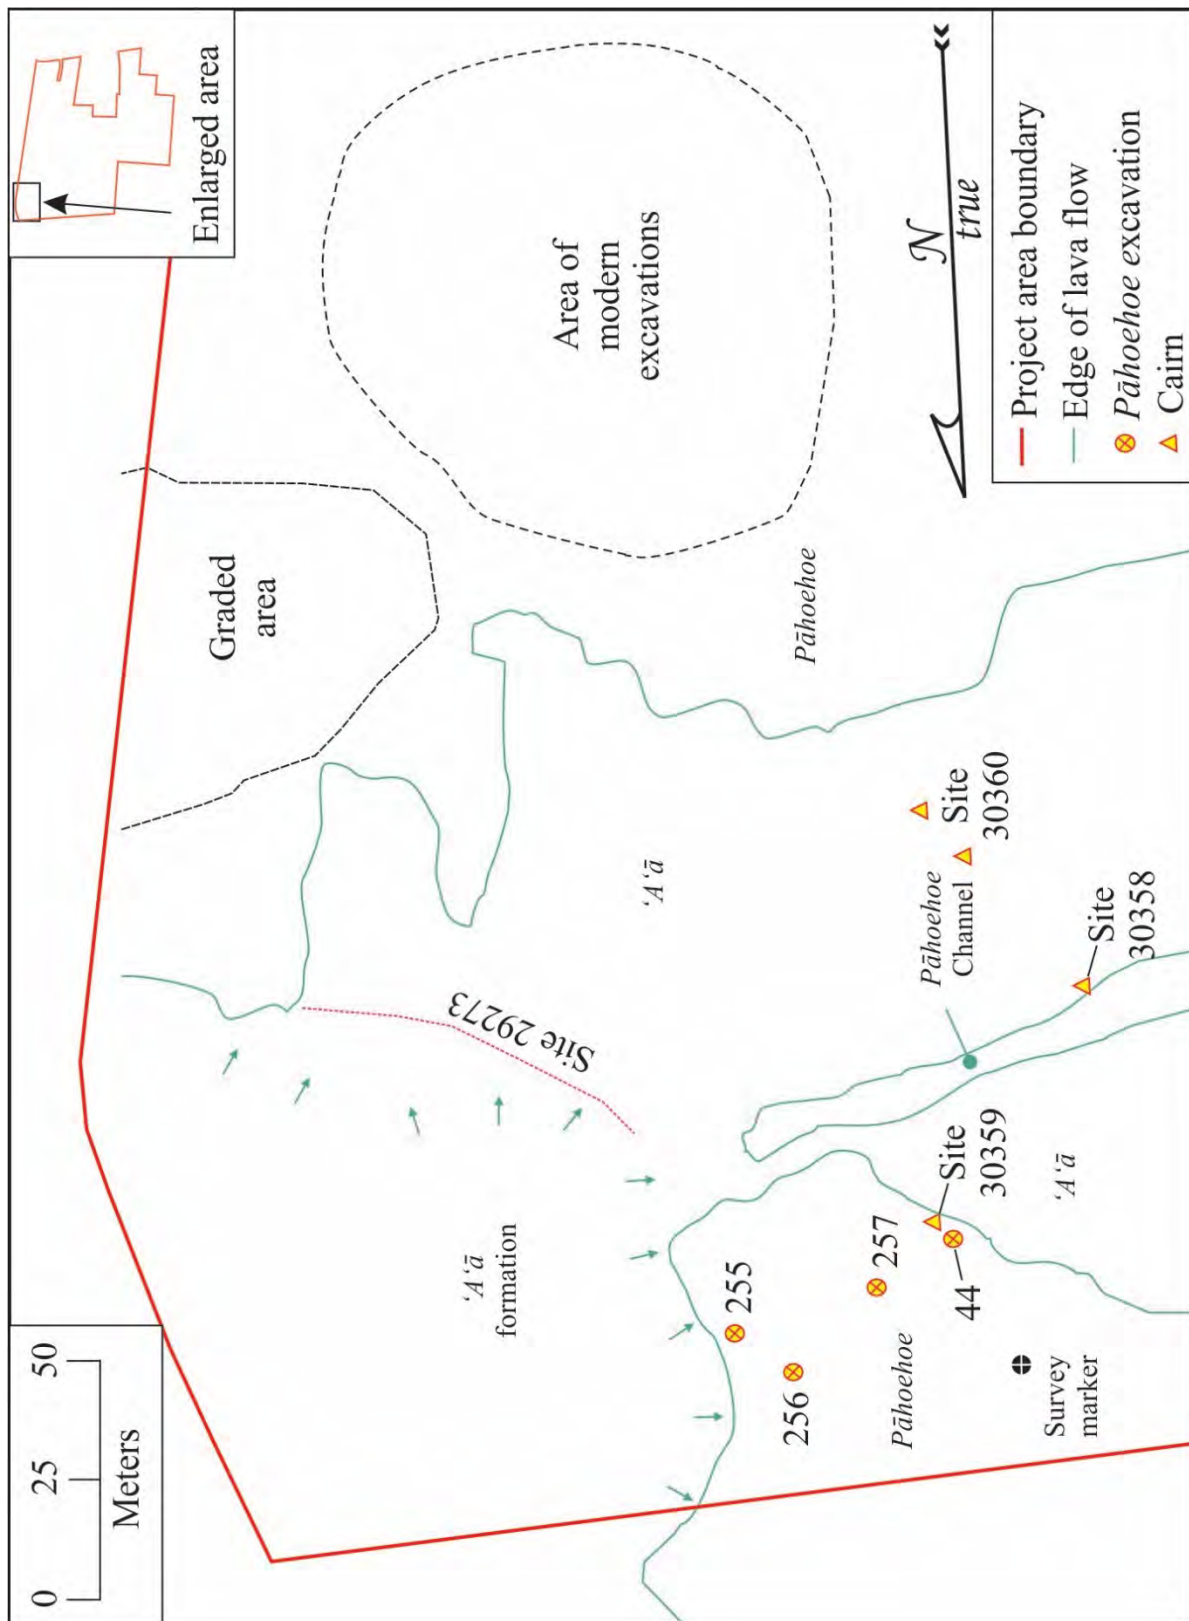 0 25 50
Meters
Enlarged area
Graded
area
Area of
modern
excavations
Site 29273
ʻAʻā
formation
ʻAʻā
Pāhoehoe
255
256
257
Pāhoehoe
44
Site
30359
Survey
marker
ʻAʻā
Pāhoehoe
Channel
Site
30360
Site
30358
N
true
Project area boundary
Edge of lava flow
Pāhoehoe excavation
Cairn